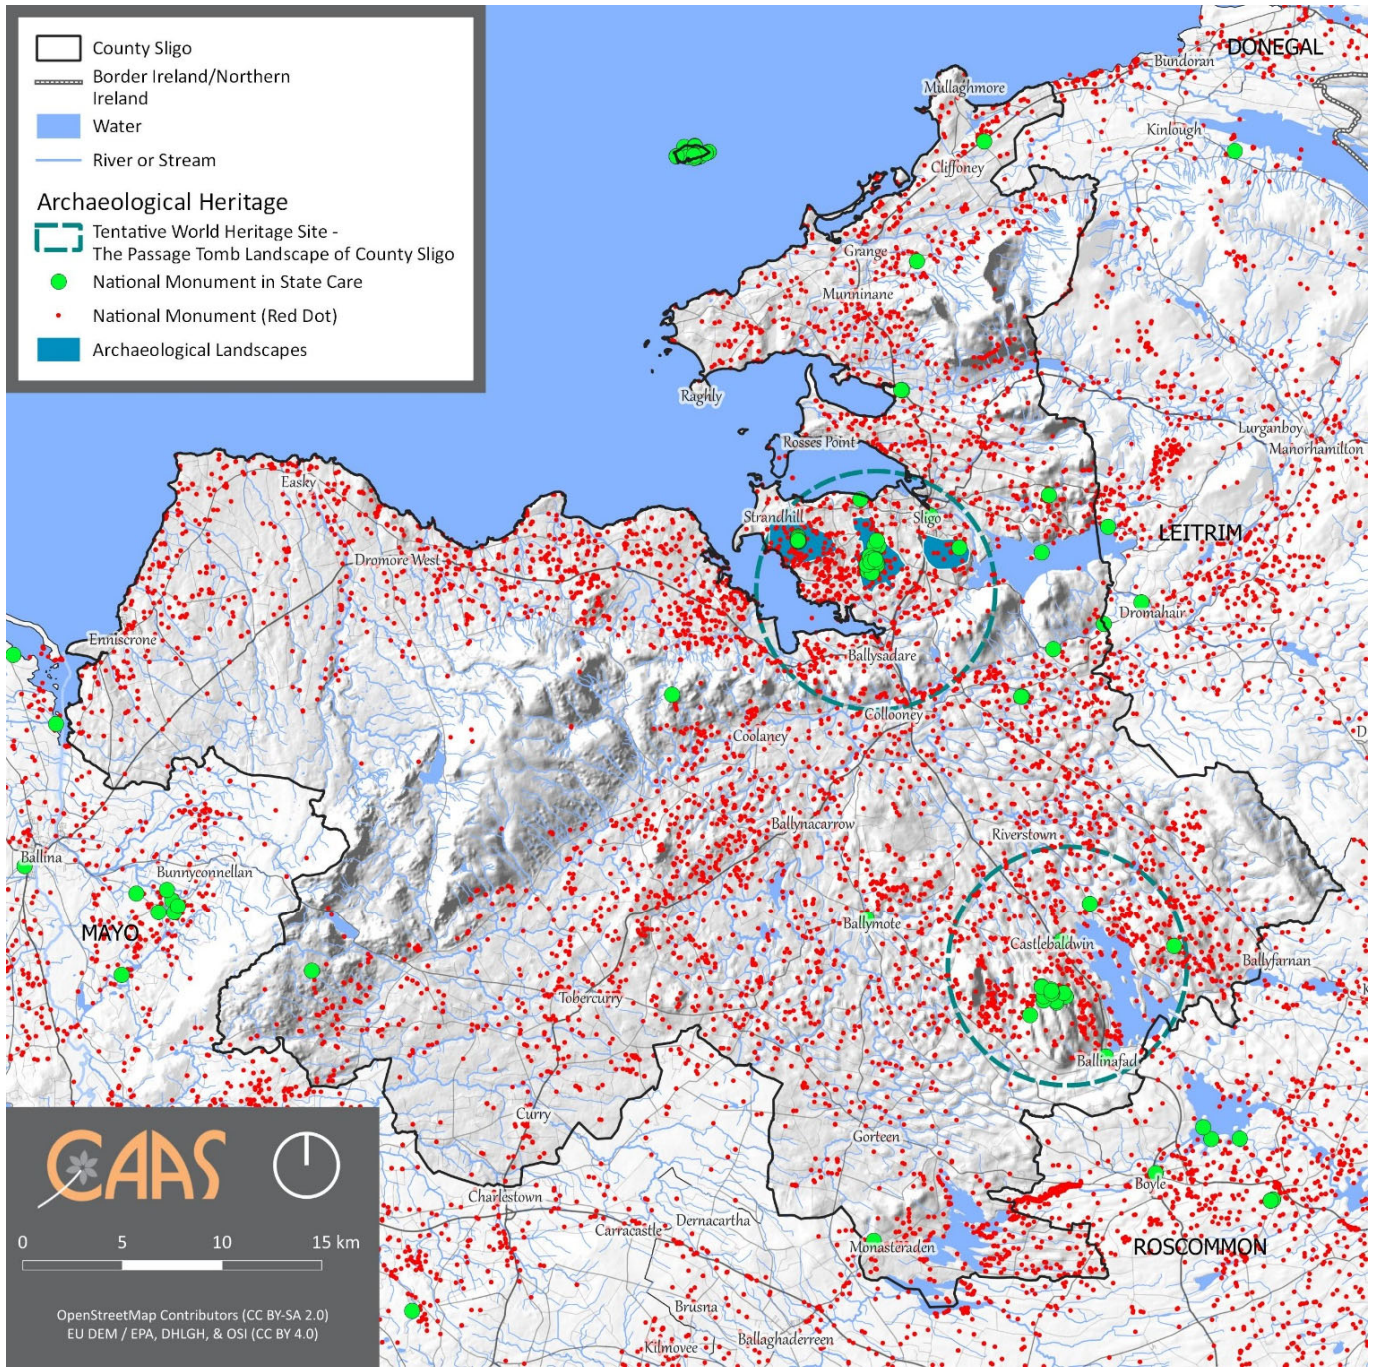 County Sligo
Border Ireland/Northern
Ireland
Water
River or Stream
Archaeological Heritage
Tentative World Heritage Site -
The Passage Tomb Landscape of County Sligo
National Monument in State Care
National Monument (Red Dot)
Archaeological Landscapes
DONEGAL
Bundoran
Mullaghmore
Kinlough
Cliffoney
Grange
Munninane
Raghly
Lurganboy
Rosses Point
Manorhamilton
Easky
Strandhill
Sligo
LEITRIM
Dromore West
Dromahair
Enniscrone
Ballysadare
Collooney
Coolaney
D
Ballynacarrow
Riverstown
Ballina
Bunnyconnellan
MAYO
Ballymote
Castlebaldwin
Ballyfarnan
Tobercurry
K
Ballinafad
Curry
Gorteen
Boyle
Charlestown
Dernacartha
Carracastle
Monasteraden
ROSCOMMON
Brusna
Ballaghaderreen
Kilmovee
CAAS
0 5 10 15 km
OpenStreetMap Contributors (CC BY-SA 2.0)
EU DEM / EPA, DHLGH, & OSI (CC BY 4.0)